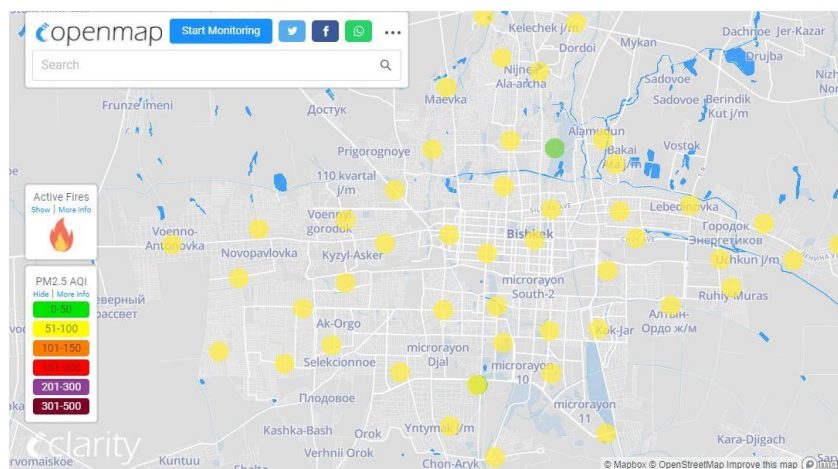 openmap
Start Monitoring
Search
Kelechek j/m
Dordoi
Mykan
Dachnoe Jer-Kazar
Drujba
Sadovoe
Sadovoe Berindik
Kut j/m
Ala-archa
Maevka
Frunze imeni
Достук
Alamudun
Bakai
Ata j/m
Vostok
Prigorognoye
110 kvartal
j/m
Voenno-
Antonovka
Novopavlovka
Voennyi
gorodok
Kyzyl-Asker
Bishkek
Lebedinovka
Городок
Энергетиков
Uchkun j/m
CHUY AVE
microrayon
South-2
Ruhiy Muras
Алтын-
Ордо ж/м
Kok-Jar
Ak-Orgo
Selekcionnoe
microrayon
Djal
microrayon
10
microrayon
11
Плодовое
Kashka-Bash
Orok
Yntymak j/m
Verhnii Orok
Kuntuu
Chon-Aryk
Kara-Djigach
Active Fires
Show | More info
PM2.5 AQI
Hide | More info
0-50
51-100
101-150
151-200
201-300
301-500
clarity
© Mapbox © OpenStreetMap Improve this map